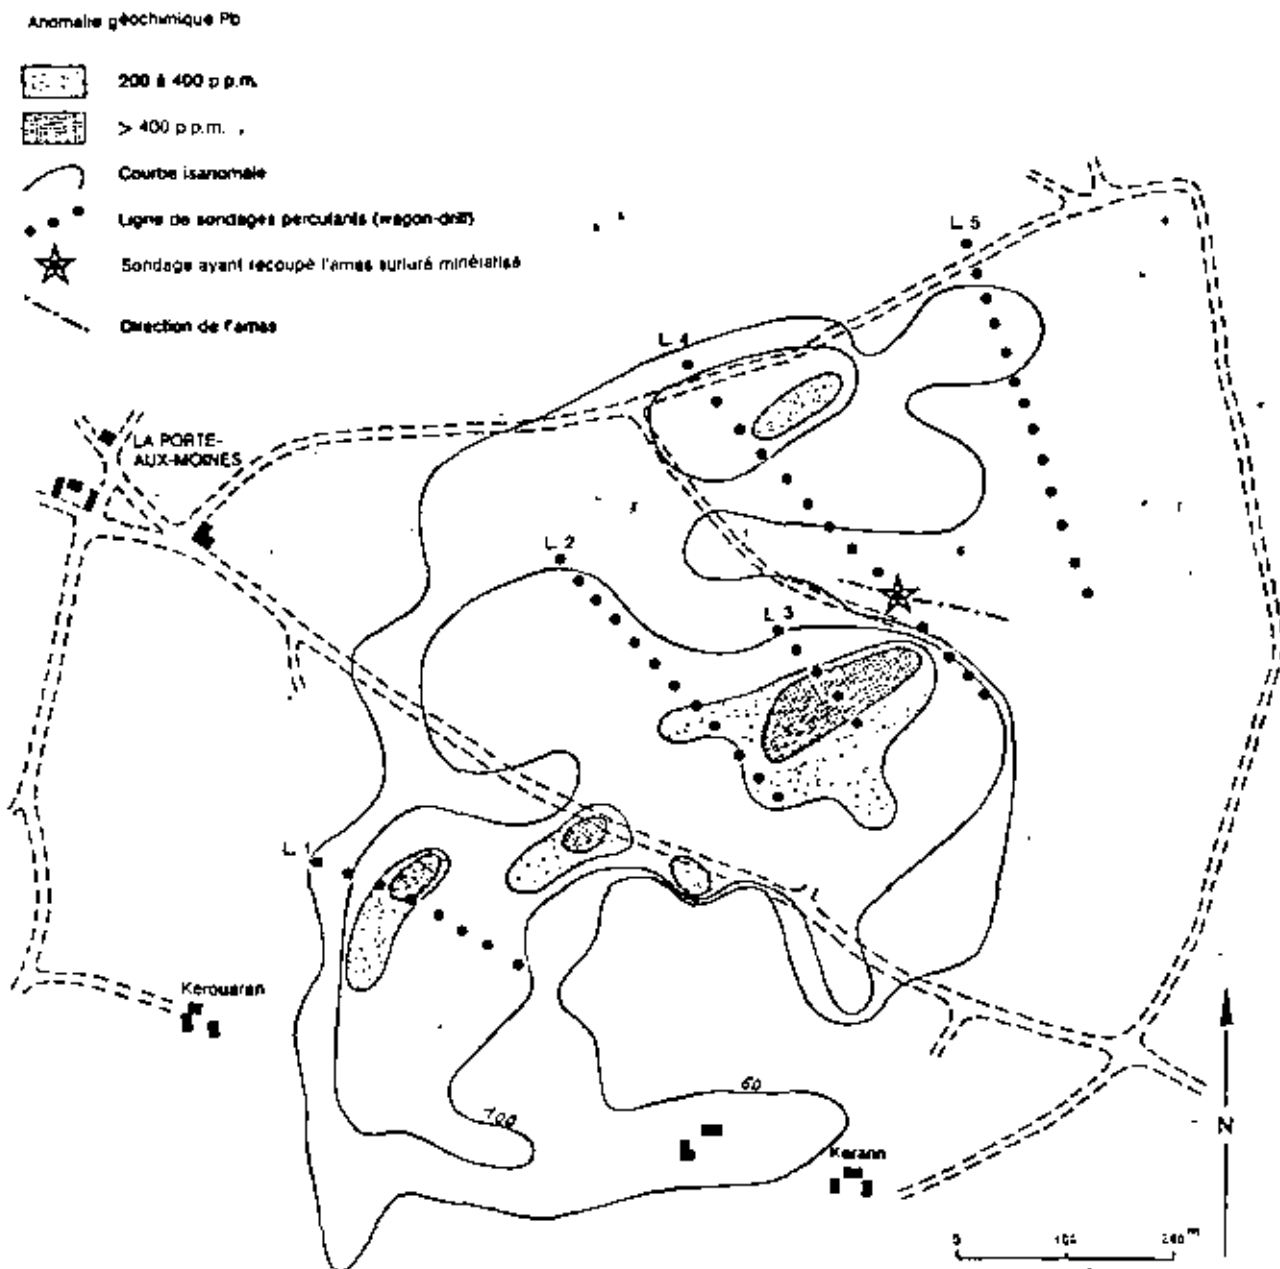 Anomalie géochimique Pb
200 à 400 p.p.m.
> 400 p.p.m.
Courbe isanomale
Ligne de sondages percutants (wagon-drill)
Sondage ayant recoupé l'amas sulfuré minéralisé
Direction de l'amas
L. 5
L. 4
LA PORTE-
AUX-MOINES
L. 2
L. 3
L. 1
Kerouaran
60
100
Kerann
N
0 100 200 m